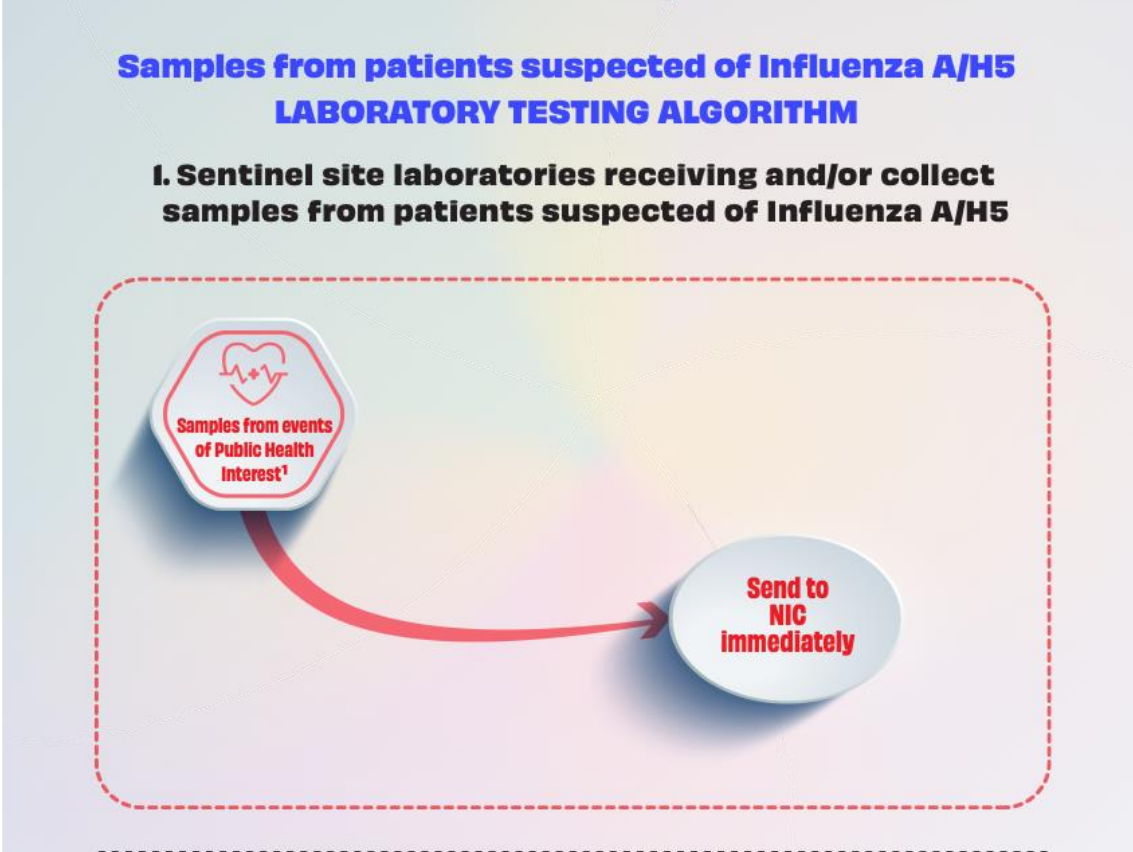 Samples from patients suspected of Influenza A/H5
LABORATORY TESTING ALGORITHM
1. Sentinel site laboratories receiving and/or collect
samples from patients suspected of Influenza A/H5
Samples from events
of Public Health
Interest¹
Send to
NIC
immediately